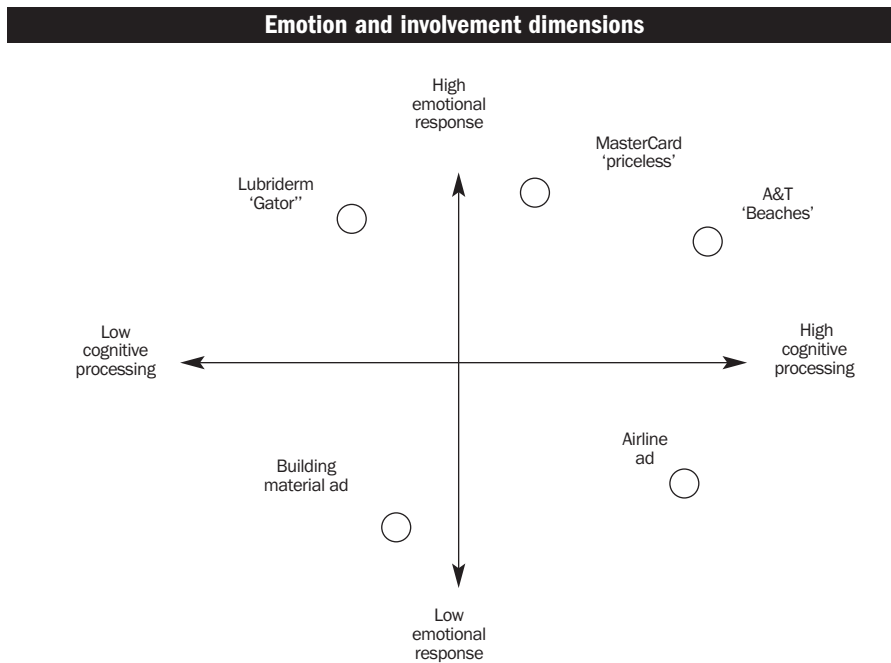 Emotion and involvement dimensions
High
emotional
response
MasterCard
‘priceless’
Lubriderm
‘Gator’’
A&T
‘Beaches’
Low
cognitive
processing
High
cognitive
processing
Airline
ad
Building
material ad
Low
emotional
response